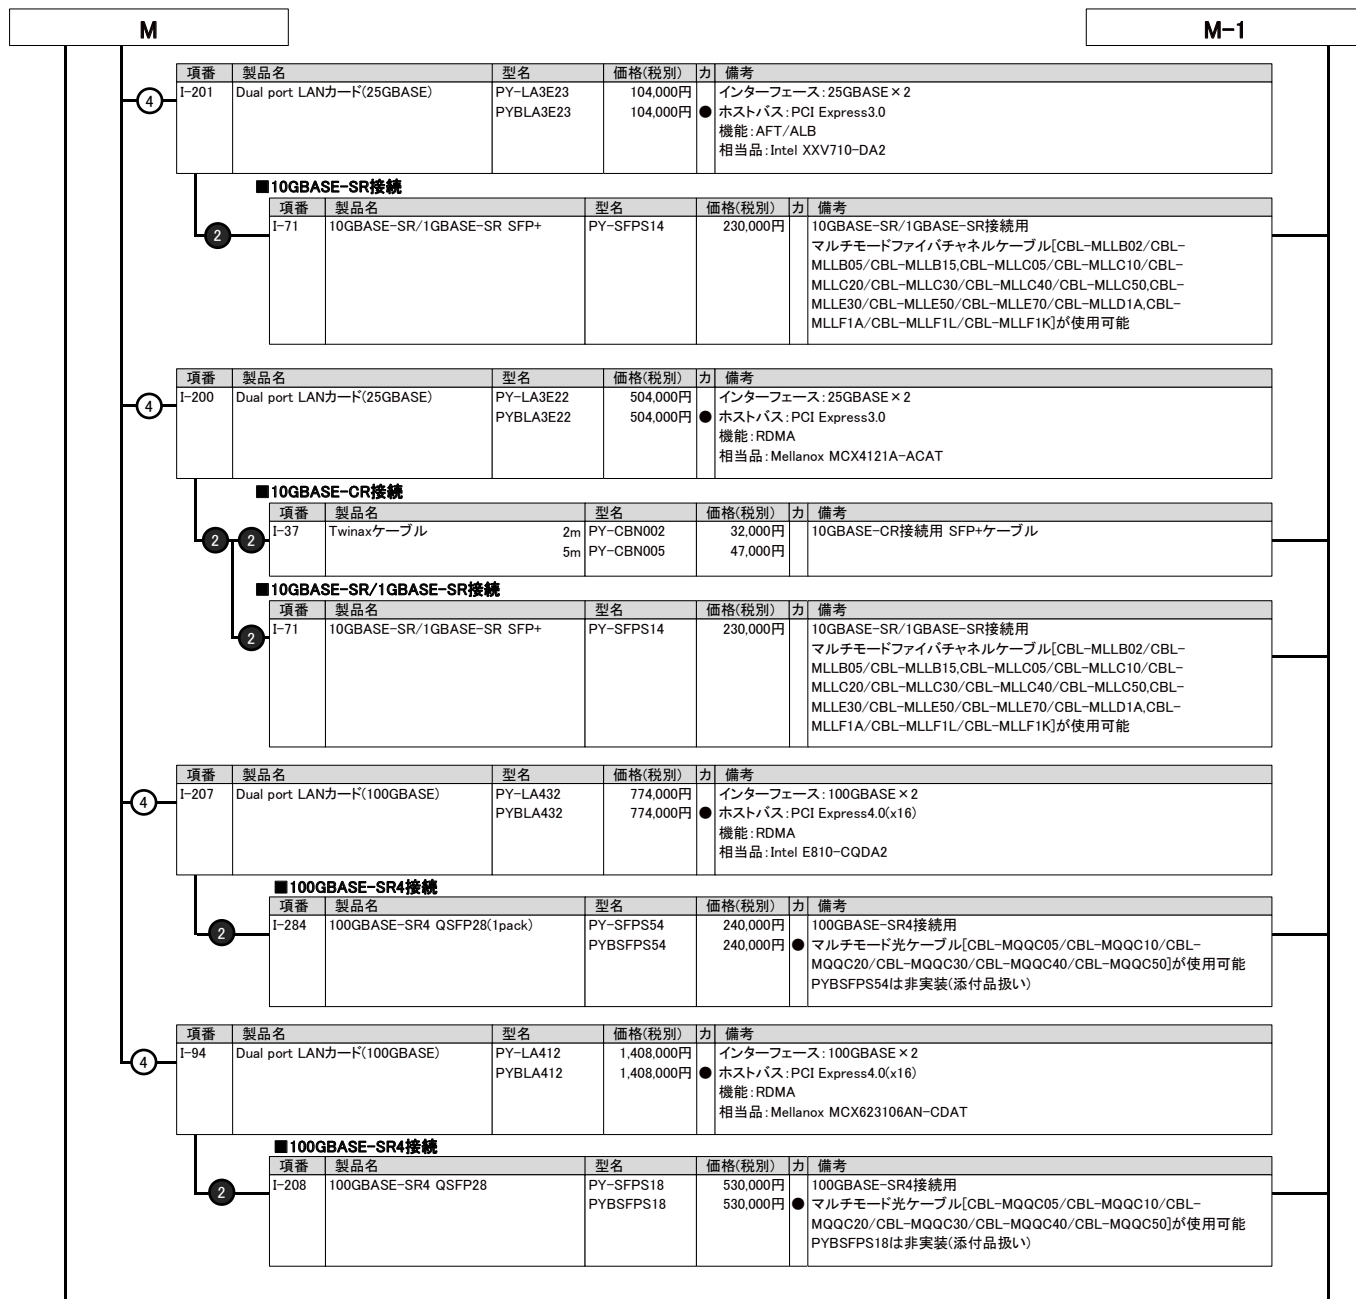 M
M-1
項番 製品名 型名 価格(税別) カ 備考
④ I-201 Dual port LANカード(25GBASE) PY-LA3E23 104,000円 インターフェース:25GBASE×2
PYBLA3E23 104,000円 ● ホストバス:PCI Express3.0
機能:AFT/ALB
相当品:Intel XXV710-DA2
■10GBASE-SR接続
項番 製品名 型名 価格(税別) カ 備考
2 I-71 10GBASE-SR/1GBASE-SR SFP+ PY-SFPS14 230,000円 10GBASE-SR/1GBASE-SR接続用
マルチモードファイバチャネルケーブル[CBL-MLLB02/CBL-
MLLB05/CBL-MLLB15,CBL-MLLC05/CBL-MLLC10/CBL-
MLLC20/CBL-MLLC30/CBL-MLLC40/CBL-MLLC50,CBL-
MLLE30/CBL-MLLE50/CBL-MLLE70/CBL-MLLD1A,CBL-
MLLF1A/CBL-MLLF1L/CBL-MLLF1K]が使用可能
項番 製品名 型名 価格(税別) カ 備考
④ I-200 Dual port LANカード(25GBASE) PY-LA3E22 504,000円 インターフェース:25GBASE×2
PYBLA3E22 504,000円 ● ホストバス:PCI Express3.0
機能:RDMA
相当品:Mellanox MCX4121A-ACAT
■10GBASE-CR接続
項番 製品名 型名 価格(税別) カ 備考
2 2 I-37 Twinaxケーブル 2m PY-CBN002 32,000円 10GBASE-CR接続用 SFP+ケーブル
5m PY-CBN005 47,000円
■10GBASE-SR/1GBASE-SR接続
項番 製品名 型名 価格(税別) カ 備考
2 I-71 10GBASE-SR/1GBASE-SR SFP+ PY-SFPS14 230,000円 10GBASE-SR/1GBASE-SR接続用
マルチモードファイバチャネルケーブル[CBL-MLLB02/CBL-
MLLB05/CBL-MLLB15,CBL-MLLC05/CBL-MLLC10/CBL-
MLLC20/CBL-MLLC30/CBL-MLLC40/CBL-MLLC50,CBL-
MLLE30/CBL-MLLE50/CBL-MLLE70/CBL-MLLD1A,CBL-
MLLF1A/CBL-MLLF1L/CBL-MLLF1K]が使用可能
項番 製品名 型名 価格(税別) カ 備考
④ I-207 Dual port LANカード(100GBASE) PY-LA432 774,000円 インターフェース:100GBASE×2
PYBLA432 774,000円 ● ホストバス:PCI Express4.0(x16)
機能:RDMA
相当品:Intel E810-CQDA2
■100GBASE-SR4接続
項番 製品名 型名 価格(税別) カ 備考
2 I-284 100GBASE-SR4 QSFP28(1pack) PY-SFPS54 240,000円 100GBASE-SR4接続用
PYBSFPS54 240,000円 ● マルチモード光ケーブル[CBL-MQQC05/CBL-MQQC10/CBL-
MQQC20/CBL-MQQC30/CBL-MQQC40/CBL-MQQC50]が使用可能
PYBSFPS54は非実装(添付品扱い)
項番 製品名 型名 価格(税別) カ 備考
④ I-94 Dual port LANカード(100GBASE) PY-LA412 1,408,000円 インターフェース:100GBASE×2
PYBLA412 1,408,000円 ● ホストバス:PCI Express4.0(x16)
機能:RDMA
相当品:Mellanox MCX623106AN-CDAT
■100GBASE-SR4接続
項番 製品名 型名 価格(税別) カ 備考
2 I-208 100GBASE-SR4 QSFP28 PY-SFPS18 530,000円 100GBASE-SR4接続用
PYBSFPS18 530,000円 ● マルチモード光ケーブル[CBL-MQQC05/CBL-MQQC10/CBL-
MQQC20/CBL-MQQC30/CBL-MQQC40/CBL-MQQC50]が使用可能
PYBSFPS18は非実装(添付品扱い)